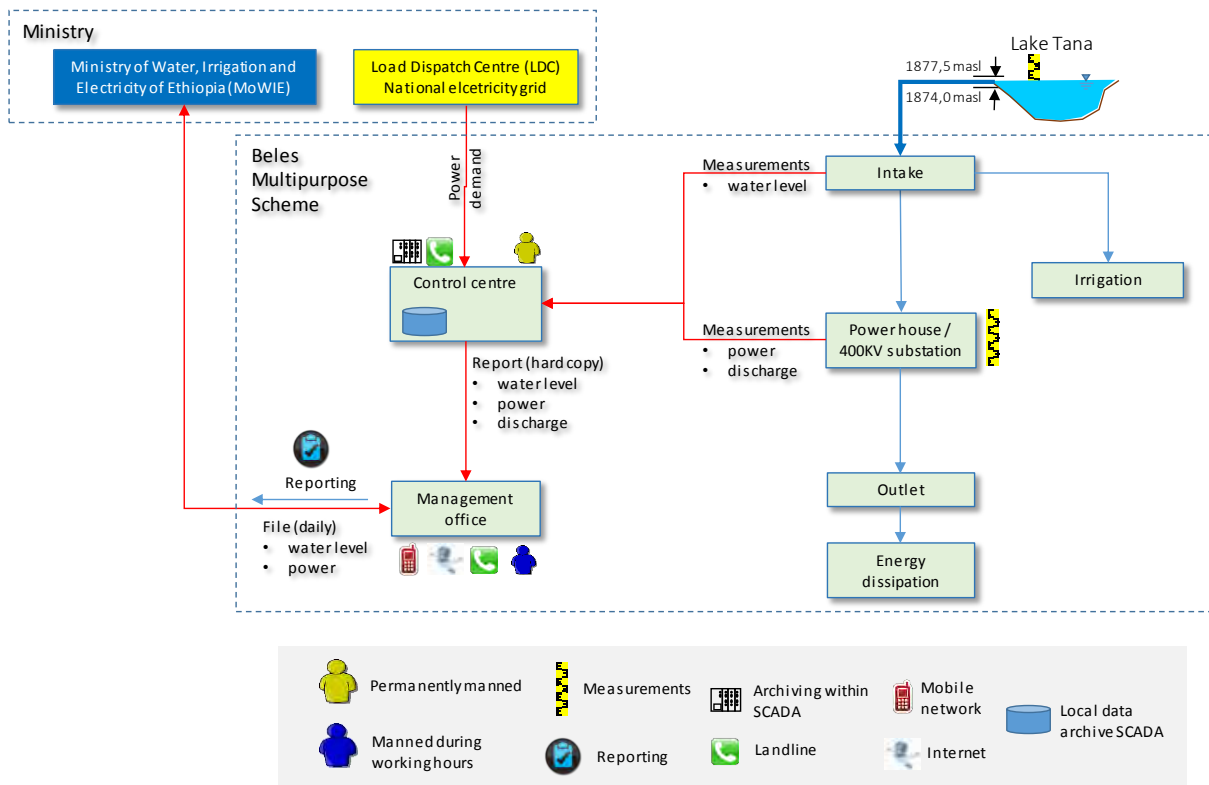 Ministry
Ministry of Water, Irrigation and
Electricity of Ethiopia (MoWIE)
Load Dispatch Centre (LDC)
National elcetricity grid
Lake Tana
1877,5 masl
1874,0 masl
Beles
Multipurpose
Scheme
Power
demand
Measurements
• water level
Intake
Irrigation
Control centre
Measurements
• power
• discharge
Power house /
400KV substation
Report (hard copy)
• water level
• power
• discharge
Reporting
Management
office
File (daily)
• water level
• power
Outlet
Energy
dissipation
Permanently manned
Measurements
Archiving within
SCADA
Mobile
network
Local data
archive SCADA
Manned during
working hours
Reporting
Landline
Internet